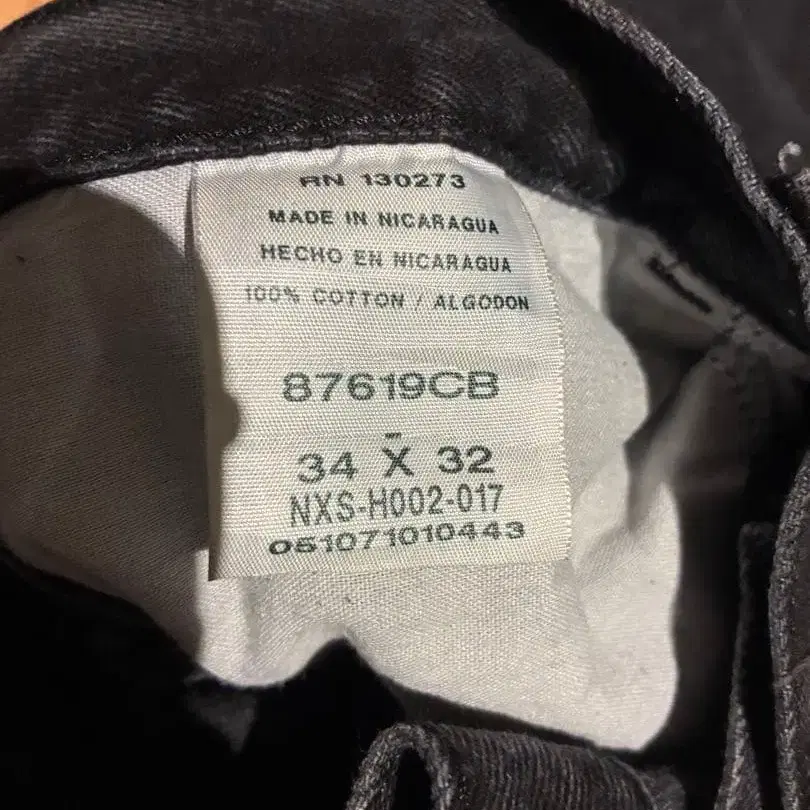 RN 130273
MADE IN NICARAGUA
HECHO EN NICARAGUA
100% COTTON / ALGODON
87619CB
34 X 32
NXS-H002-017
051071010443